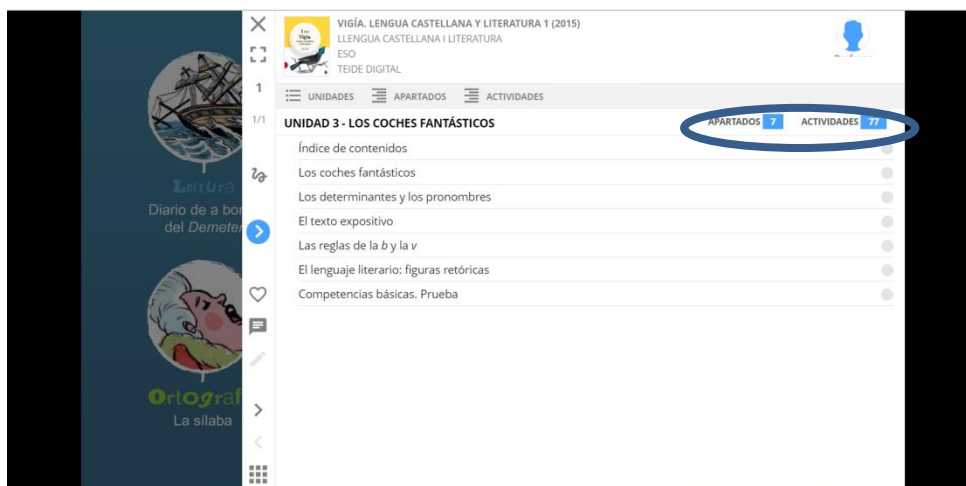 VIGÍA. LENGUA CASTELLANA Y LITERATURA 1 (2015)
LLENGUA CASTELLANA I LITERATURA
ESO
TEIDE DIGITAL
1
UNIDADES APARTADOS ACTIVIDADES
1/1
UNIDAD 3 - LOS COCHES FANTÁSTICOS APARTADOS 7 ACTIVIDADES 77
Índice de contenidos
Los coches fantásticos
Los determinantes y los pronombres
El texto expositivo
Las reglas de la b y la v
El lenguaje literario: figuras retóricas
Competencias básicas. Prueba
Diario de a bor
del Demeter
Ortograf
La sílaba